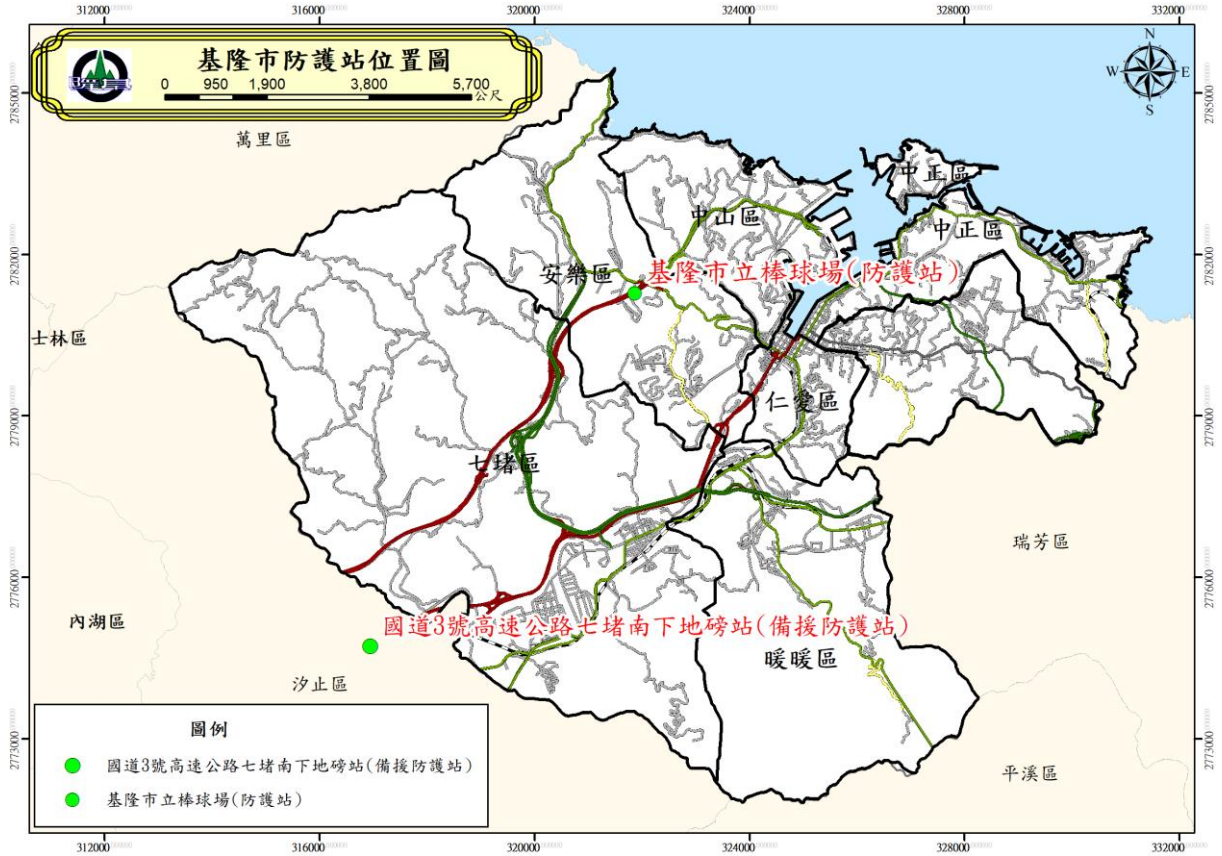 312000 316000 320000 324000 328000 332000
基隆市防護站位置圖
0 950 1,900 3,800 5,700
公尺
N
W E
S
2785000 2785000
萬里區
中正區
中山區
中正區
2782000 2782000
安樂區
基隆市立棒球場(防護站)
士林區
2779000 2779000
仁愛區
七堵區
瑞芳區
2776000 2776000
內湖區
國道3號高速公路七堵南下地磅站(備援防護站)
暖暖區
汐止區
圖例
2773000 2773000
國道3號高速公路七堵南下地磅站(備援防護站)
平溪區
基隆市立棒球場(防護站)
312000 316000 320000 324000 328000 332000